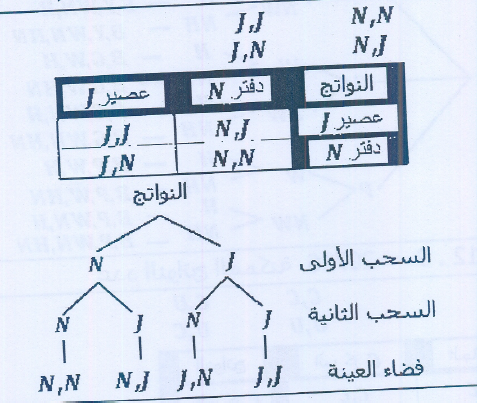 J,J N,N
J,N N,J
النواتج دفتر N عصير J
عصير J N,J J,J
دفتر N N,N J,N
النواتج
السحب الأولى J N
السحب الثانية J N J N
فضاء العينة J,J J,N N,J N,N